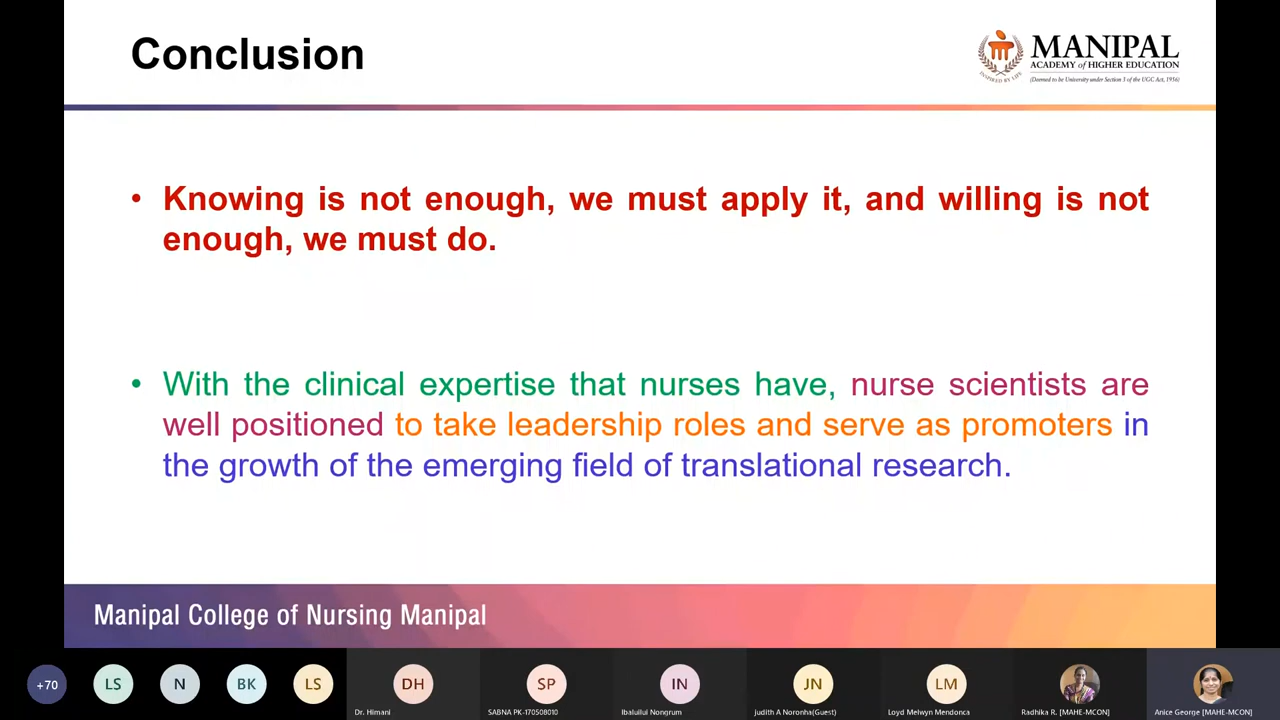 Conclusion
MANIPAL
ACADEMY of HIGHER EDUCATION
(Deemed to be University under Section 3 of the UGC Act, 1956)
INSPIRED BY LIFE
• Knowing is not enough, we must apply it, and willing is not
enough, we must do.
• With the clinical expertise that nurses have, nurse scientists are
well positioned to take leadership roles and serve as promoters in
the growth of the emerging field of translational research.
Manipal College of Nursing Manipal
+70
LS
N
BK
LS
DH
SP
IN
JN
LM
Dr. Himani
SABNA PK-170508010
Ibaluilui Nongrum
judith A Noronha(Guest)
Loyd Melwyn Mendonca
Radhika R. [MAHE-MCON]
Anice George [MAHE-MCON]